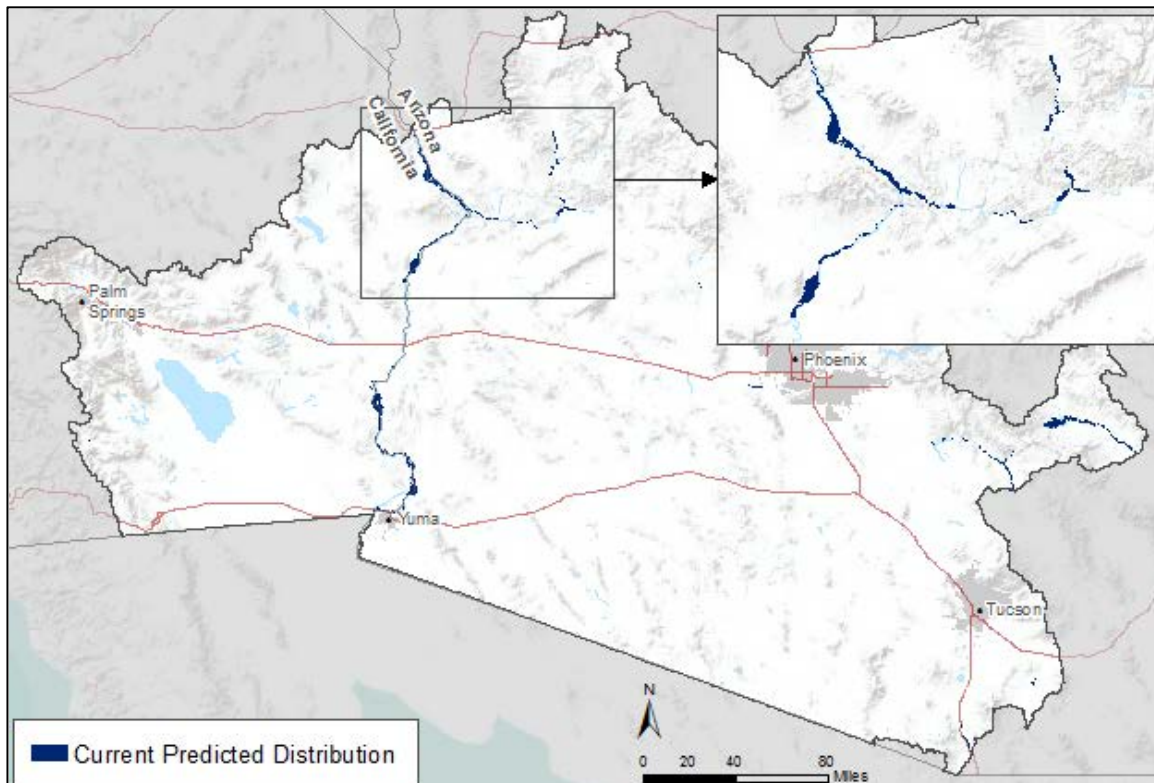 Arizona
California
Palm
Springs
Phoenix
Yuma
Tucson
N
0 20 40 80
Miles
Current Predicted Distribution